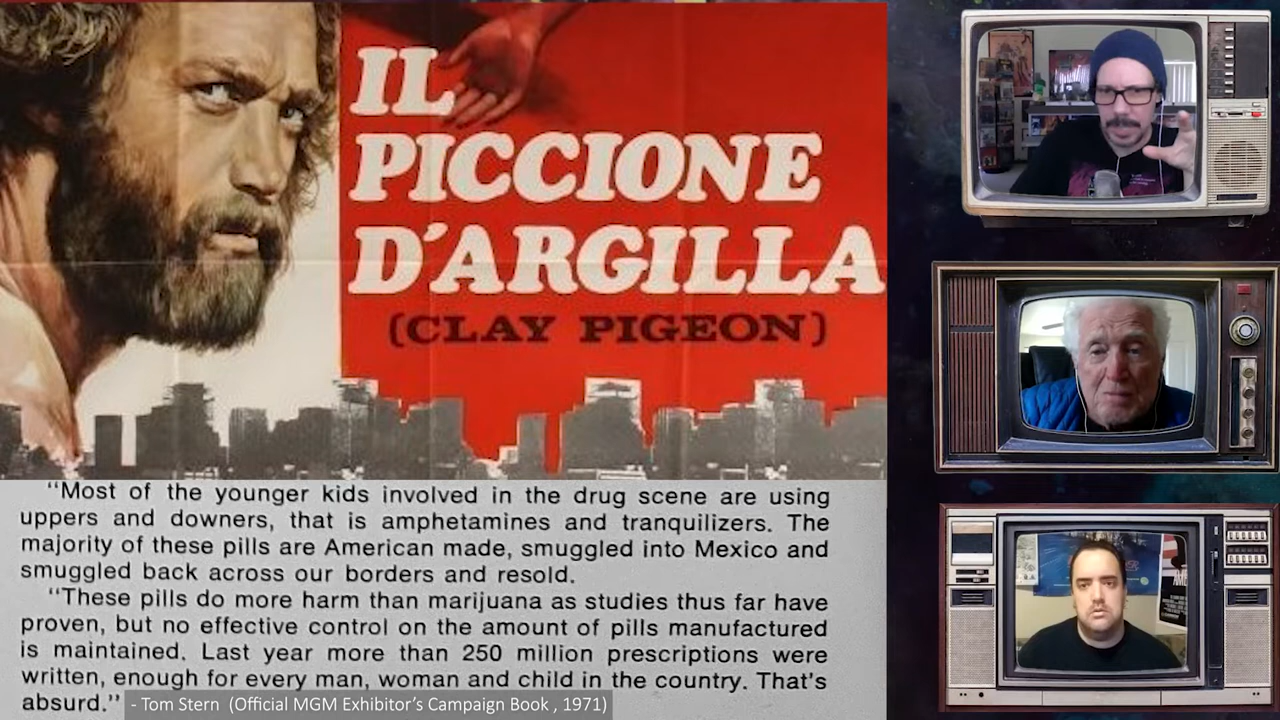 IL
PICCIONE
D'ARGILLA
(CLAY PIGEON)
“Most of the younger kids involved in the drug scene are using
uppers and downers, that is amphetamines and tranquilizers. The
majority of these pills are American made, smuggled into Mexico and
smuggled back across our borders and resold.
“These pills do more harm than marijuana as studies thus far have
proven, but no effective control on the amount of pills manufactured
is maintained. Last year more than 250 million prescriptions were
written, enough for every man, woman and child in the country. That's
absurd.”
- Tom Stern (Official MGM Exhibitor’s Campaign Book , 1971)